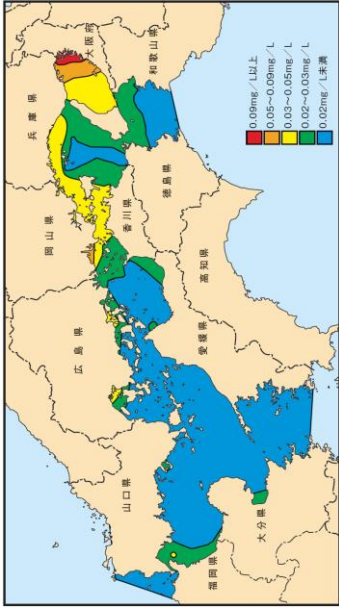 兵庫県
大阪府
和歌山県
岡山県
香川県
徳島県
広島県
愛媛県
高知県
山口県
福岡県
大分県
0.09mg/L以上
0.05~0.09mg/L
0.03~0.05mg/L
0.02~0.03mg/L
0.02mg/L未満